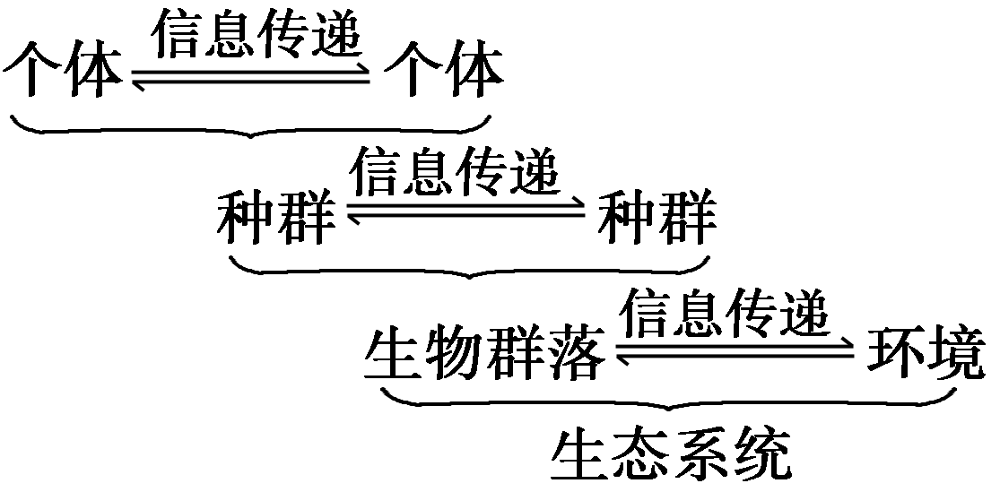 信息传递
个体 个体
信息传递
种群 种群
信息传递
生物群落 环境
生态系统